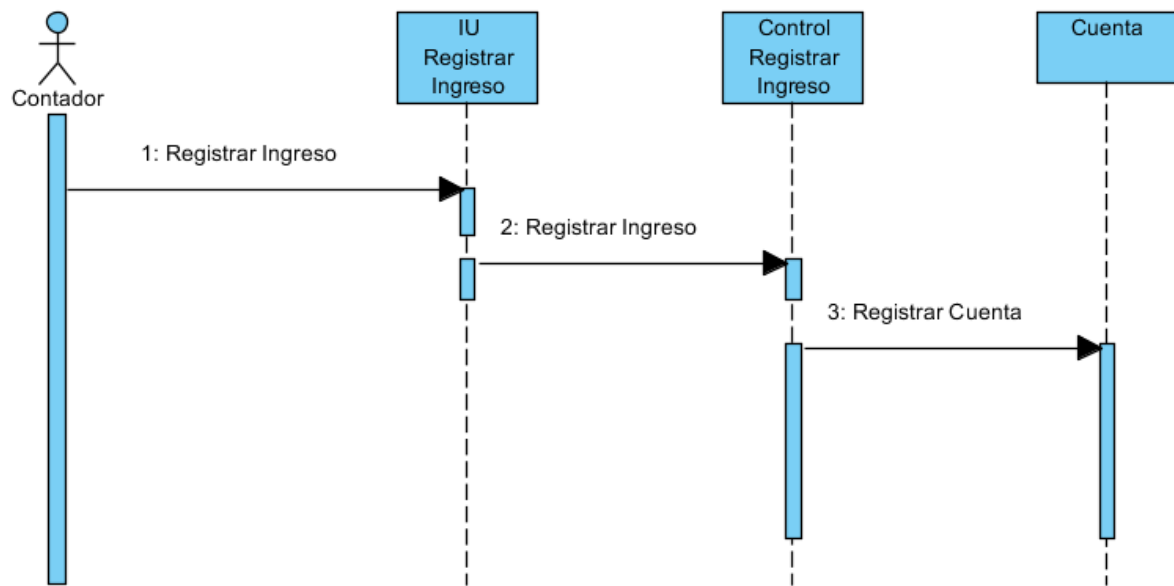 IU
Registrar
Ingreso
Control
Registrar
Ingreso
Cuenta
Contador
1: Registrar Ingreso
2: Registrar Ingreso
3: Registrar Cuenta